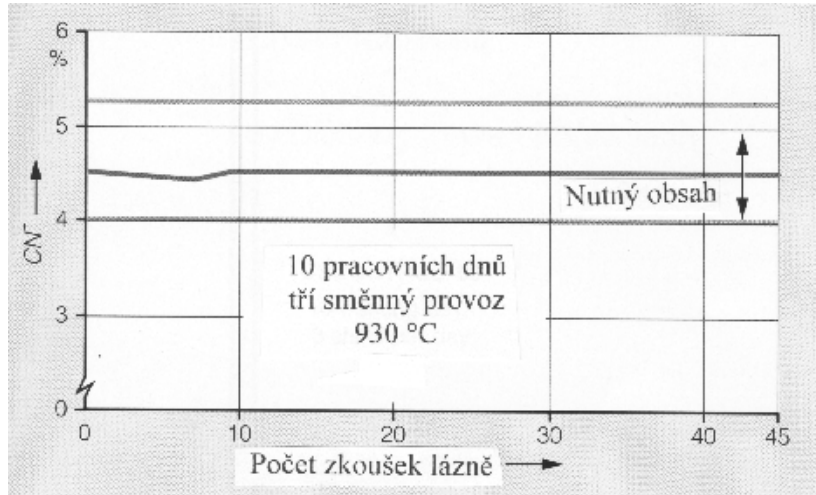 6
%
5
4
3
0
CN⁻
Nutný obsah
10 pracovních dnů
tří směnný provoz
930 °C
0 10 20 30 40 45
Počet zkoušek lázně